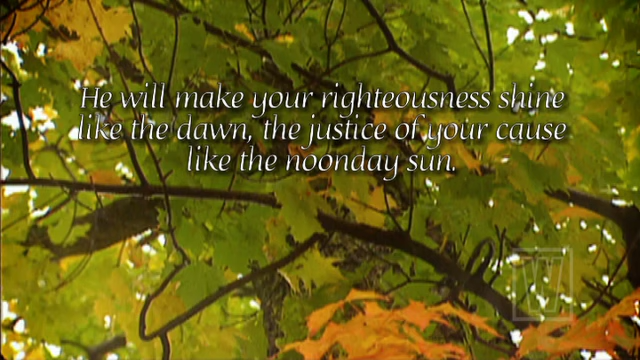 He will make your righteousness shine
like the dawn, the justice of your cause
like the noonday sun.
W